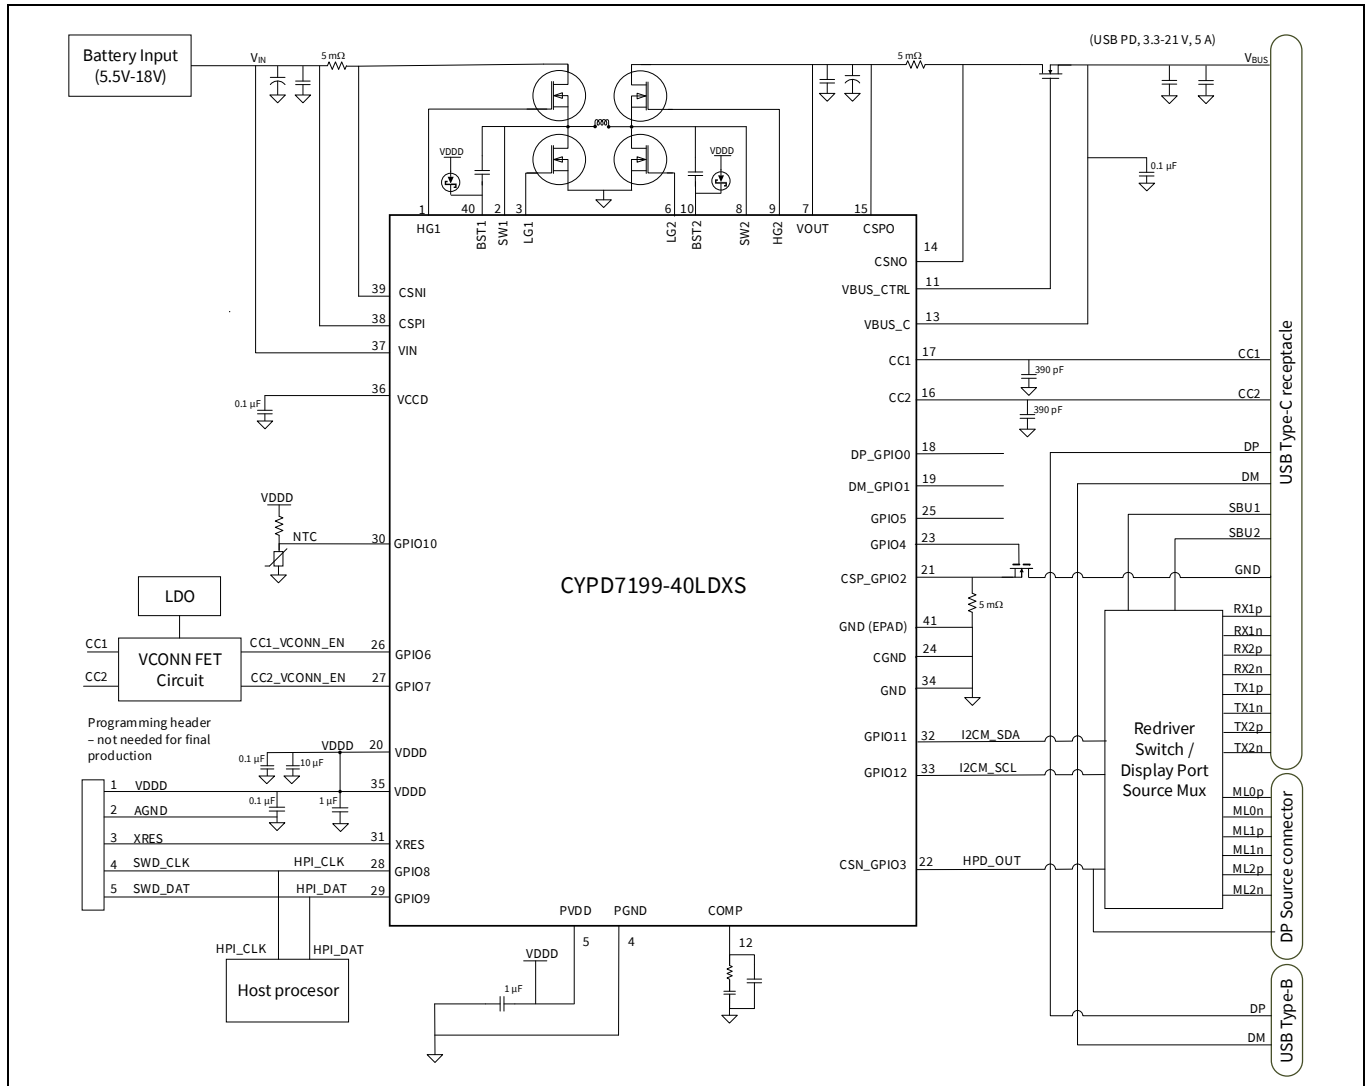 Battery Input
(5.5V-18V)
VIN
5 mΩ
5 mΩ
(USB PD, 3.3-21 V, 5 A)
VBUS
VDDD
VDDD
0.1 µF
1
40
2
3
6
10
8
9
7
15
HG1
BST1
SW1
LG1
LG2
BST2
SW2
HG2
VOUT
CSPO
14
CSNO
39
CSNI
11
VBUS_CTRL
38
CSPI
13
VBUS_C
37
VIN
17
CC1
CC1
390 pF
36
VCCD
0.1 µF
16
CC2
CC2
390 pF
18
DP_GPIO0
DP
19
DM_GPIO1
DM
25
GPIO5
SBU1
23
GPIO4
SBU2
21
CSP_GPIO2
GND
5 mΩ
VDDD
NTC
30
GPIO10
CYPD7199-40LDXS
USB Type-C receptacle
LDO
41
GND (EPAD)
24
CGND
34
GND
RX1p
RX1n
RX2p
RX2n
TX1p
TX1n
TX2p
TX2n
CC1
CC2
VCONN FET
Circuit
CC1_VCONN_EN
26
GPIO6
CC2_VCONN_EN
27
GPIO7
Programming header
– not needed for final
production
VDDD
20
VDDD
0.1 µF
10 µF
1
VDDD
35
VDDD
0.1 µF
1 µF
2
AGND
3
XRES
31
XRES
4
SWD_CLK
HPI_CLK
28
GPIO8
5
SWD_DAT
HPI_DAT
29
GPIO9
GPIO11
32
I2CM_SDA
GPIO12
33
I2CM_SCL
CSN_GPIO3
22
HPD_OUT
Redriver
Switch /
Display Port
Source Mux
ML0p
ML0n
ML1p
ML1n
ML2p
ML2n
DP Source connector
PVDD
PGND
COMP
5
4
12
HPI_CLK
HPI_DAT
Host procesor
VDDD
1 µF
DP
DM
USB Type-B